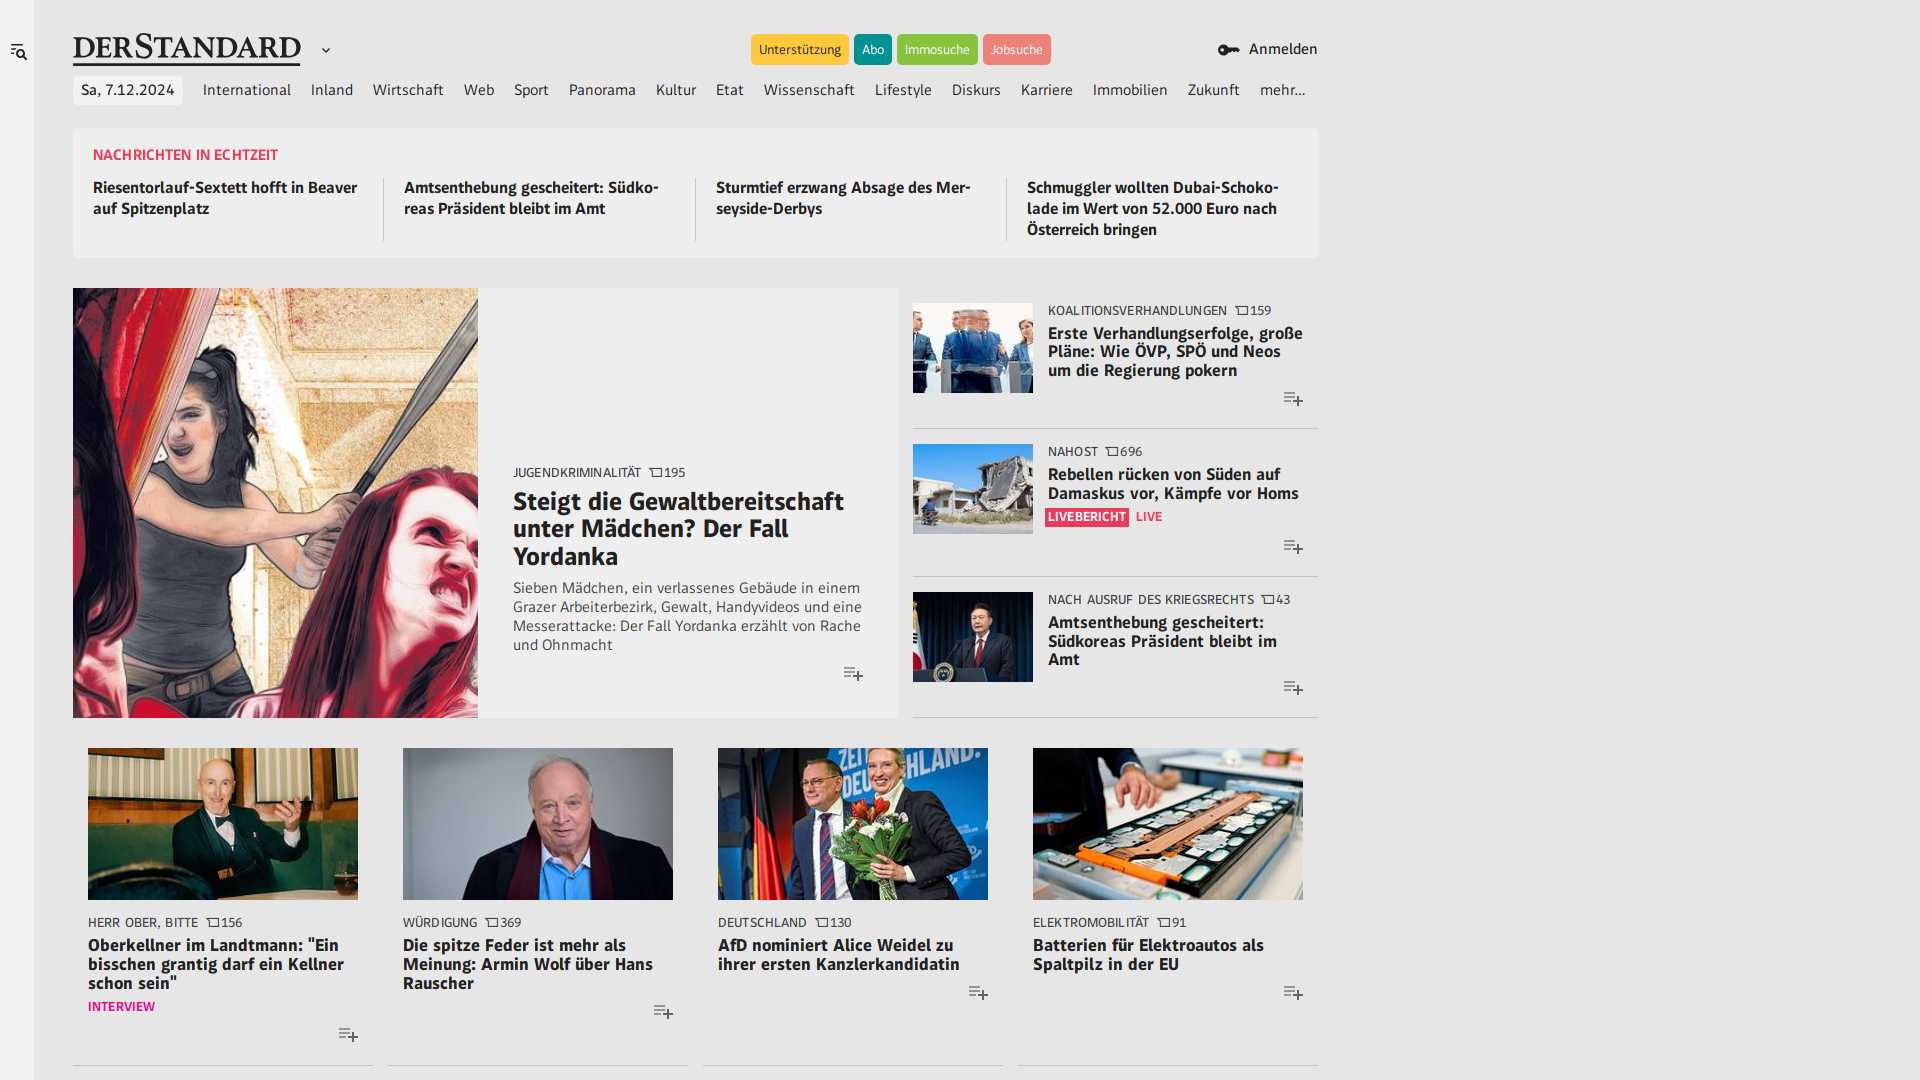 DERSTANDARD
Unterstützung
Abo
Immosuche
Jobsuche
Anmelden
Sa, 7.12.2024
International
Inland
Wirtschaft
Web
Sport
Panorama
Kultur
Etat
Wissenschaft
Lifestyle
Diskurs
Karriere
Immobilien
Zukunft
mehr…
NACHRICHTEN IN ECHTZEIT
Riesentorlauf-Sextett hofft in Beaver
auf Spitzenplatz
Amtsenthebung gescheitert: Südko-
reas Präsident bleibt im Amt
Sturmtief erzwang Absage des Mer-
seyside-Derbys
Schmuggler wollten Dubai-Schoko-
lade im Wert von 52.000 Euro nach
Österreich bringen
JUGENDKRIMINALITÄT 195
Steigt die Gewaltbereitschaft
unter Mädchen? Der Fall
Yordanka
Sieben Mädchen, ein verlassenes Gebäude in einem
Grazer Arbeiterbezirk, Gewalt, Handyvideos und eine
Messerattacke: Der Fall Yordanka erzählt von Rache
und Ohnmacht
KOALITIONSVERHANDLUNGEN 159
Erste Verhandlungserfolge, große
Pläne: Wie ÖVP, SPÖ und Neos
um die Regierung pokern
NAHOST 696
Rebellen rücken von Süden auf
Damaskus vor, Kämpfe vor Homs
LIVEBERICHT LIVE
NACH AUSRUF DES KRIEGSRECHTS 43
Amtsenthebung gescheitert:
Südkoreas Präsident bleibt im
Amt
HERR OBER, BITTE 156
Oberkellner im Landtmann: "Ein
bisschen grantig darf ein Kellner
schon sein"
INTERVIEW
WÜRDIGUNG 369
Die spitze Feder ist mehr als
Meinung: Armin Wolf über Hans
Rauscher
ZEIT
DEUTSCHLAND.
DEUTSCHLAND 130
AfD nominiert Alice Weidel zu
ihrer ersten Kanzlerkandidatin
ELEKTROMOBILITÄT 91
Batterien für Elektroautos als
Spaltpilz in der EU